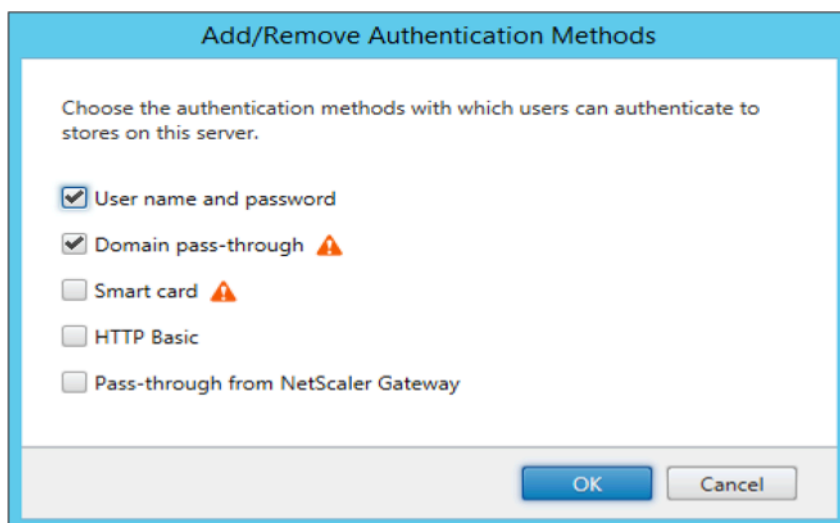 Add/Remove Authentication Methods
Choose the authentication methods with which users can authenticate to
stores on this server.
User name and password
Domain pass-through
Smart card
HTTP Basic
Pass-through from NetScaler Gateway
OK
Cancel